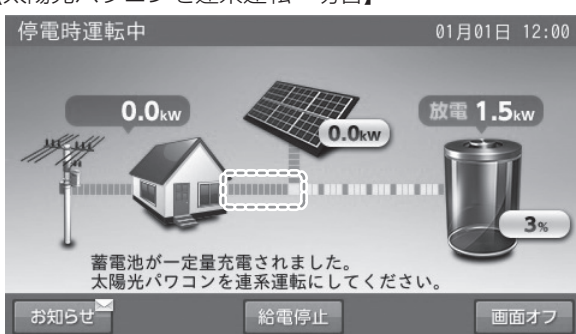 停電時運転中
01月01日 12:00
0.0kW
0.0kW
放電 1.5kW
3%
蓄電池が一定量充電されました。
太陽光パワコンを連系運転にしてください。
お知らせ
給電停止
画面オフ